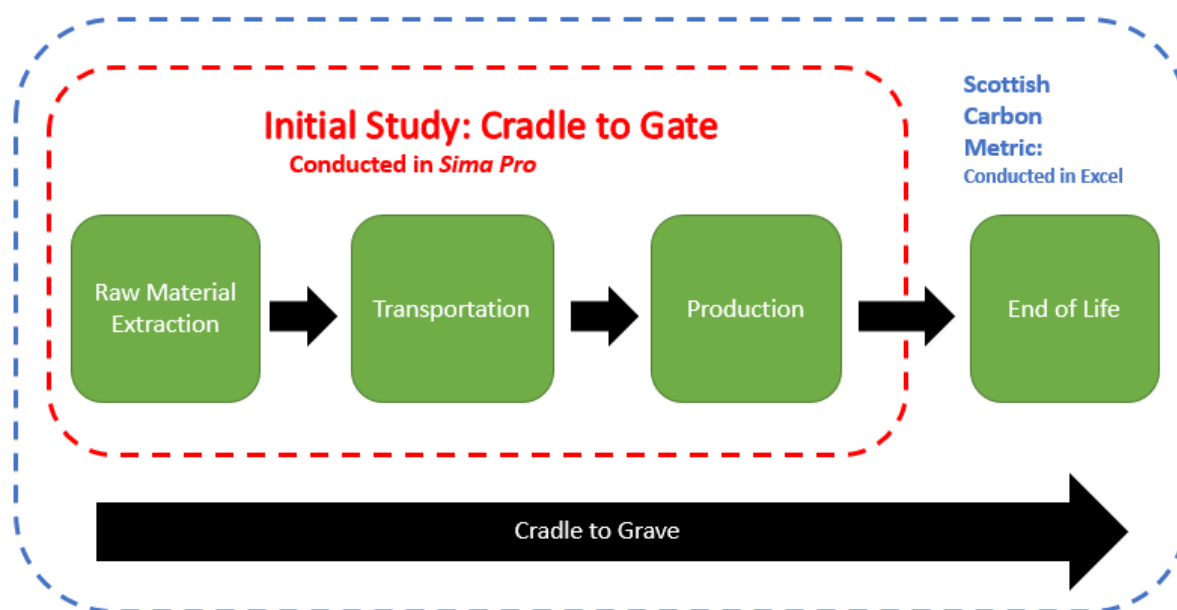 Initial Study: Cradle to Gate
Conducted in Sima Pro
Scottish
Carbon
Metric:
Conducted in Excel
Raw Material
Extraction
Transportation
Production
End of Life
Cradle to Grave